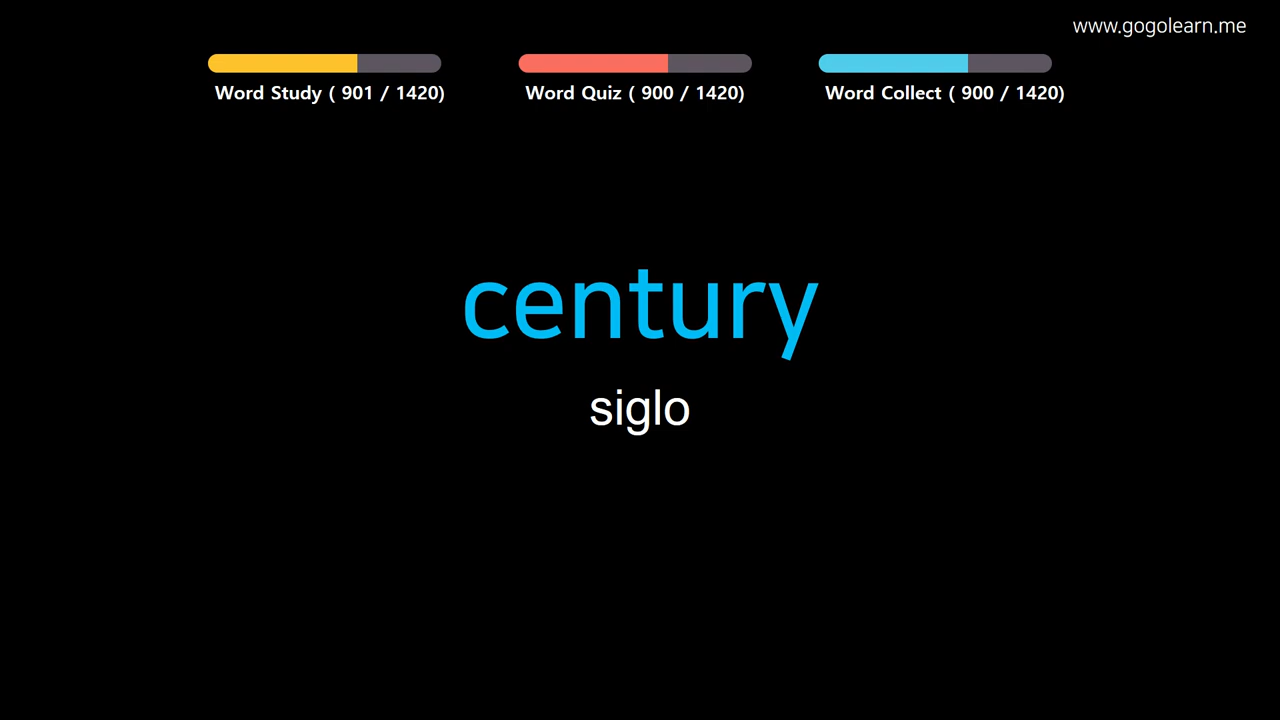 www.gogolearn.me
Word Study ( 901 / 1420)
Word Quiz ( 900 / 1420)
Word Collect ( 900 / 1420)
century
siglo